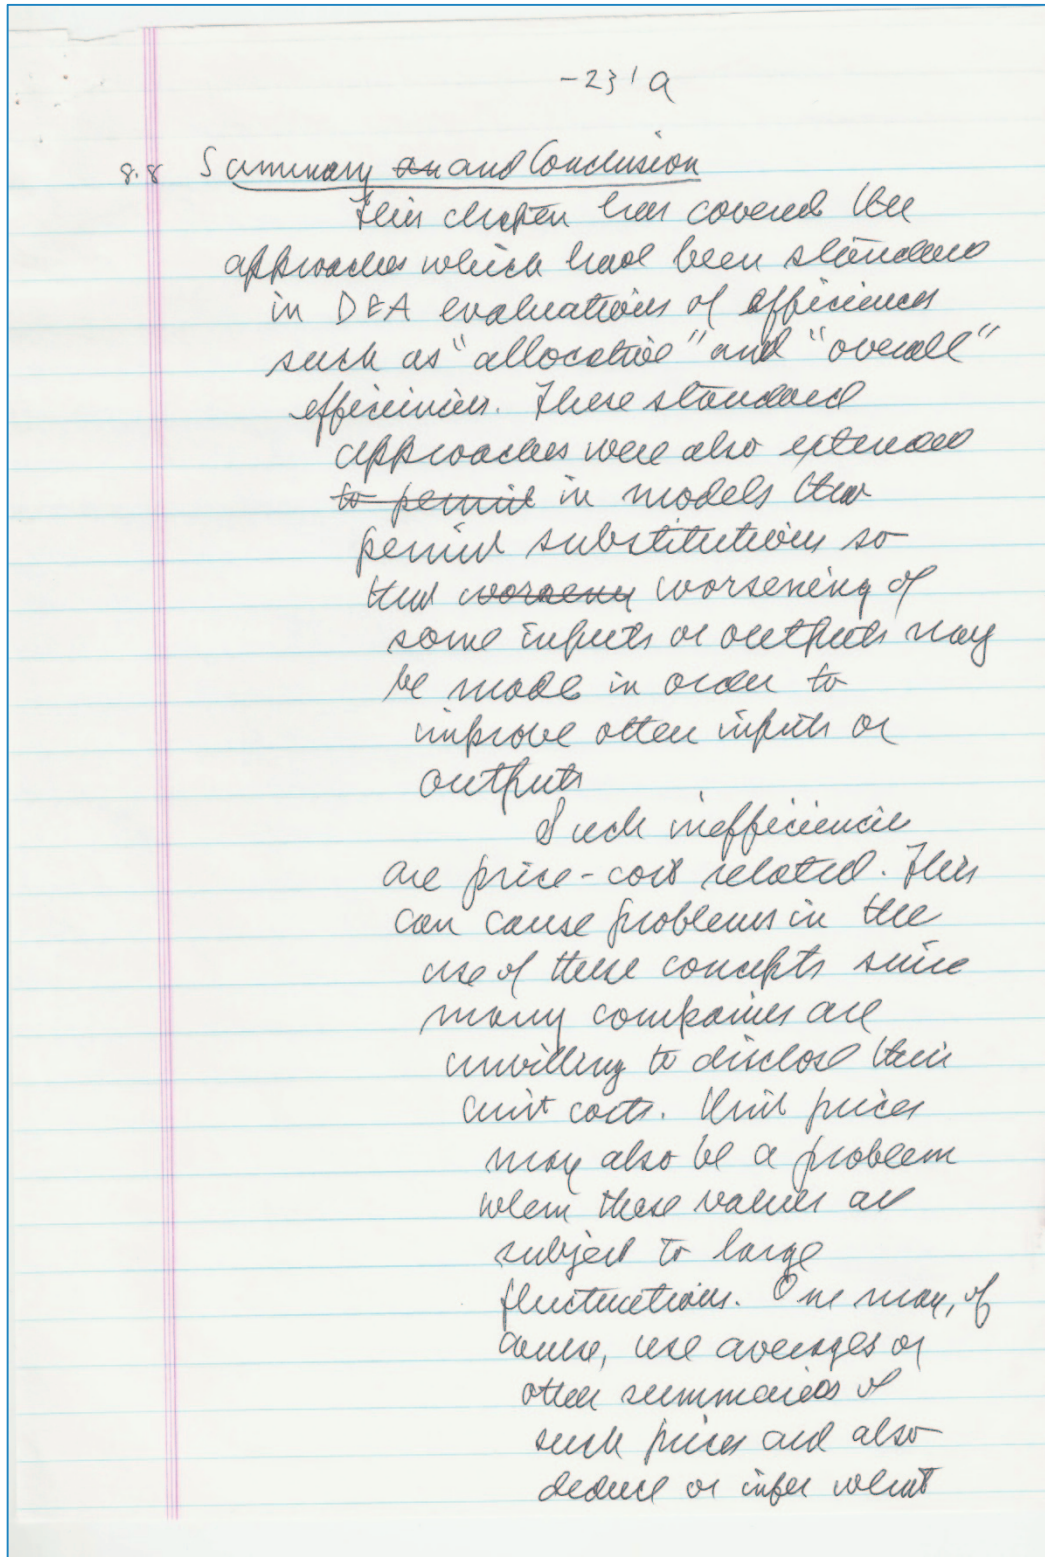 -231a
8.8 Summary an and Conclusion
This chapter has covered the
approaches which have been standard
in DEA evaluations of efficiences
such as "allocative" and "overall"
efficiencies. These standard
approaches were also extended
to permit in models that
permit substitutions so
that worseny worsening of
some inputs or outputs may
be made in order to
improve other inputs or
outputs
Such inefficiencie
are price-cost related. This
can cause problems in the
use of these concepts since
many companies are
unwilling to disclose their
unit costs. Unit prices
may also be a problem
when these values are
subject to large
fluctuations. One may, of
course, use averages or
other summaries of
such prices and also
deduce or infer what